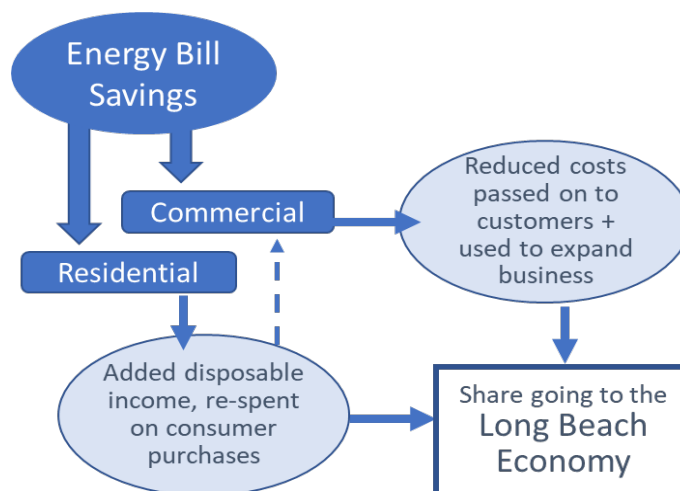 Energy Bill
Savings
Commercial
Reduced costs
passed on to
customers +
used to expand
business
Residential
Added disposable
income, re-spent
on consumer
purchases
Share going to the
Long Beach
Economy